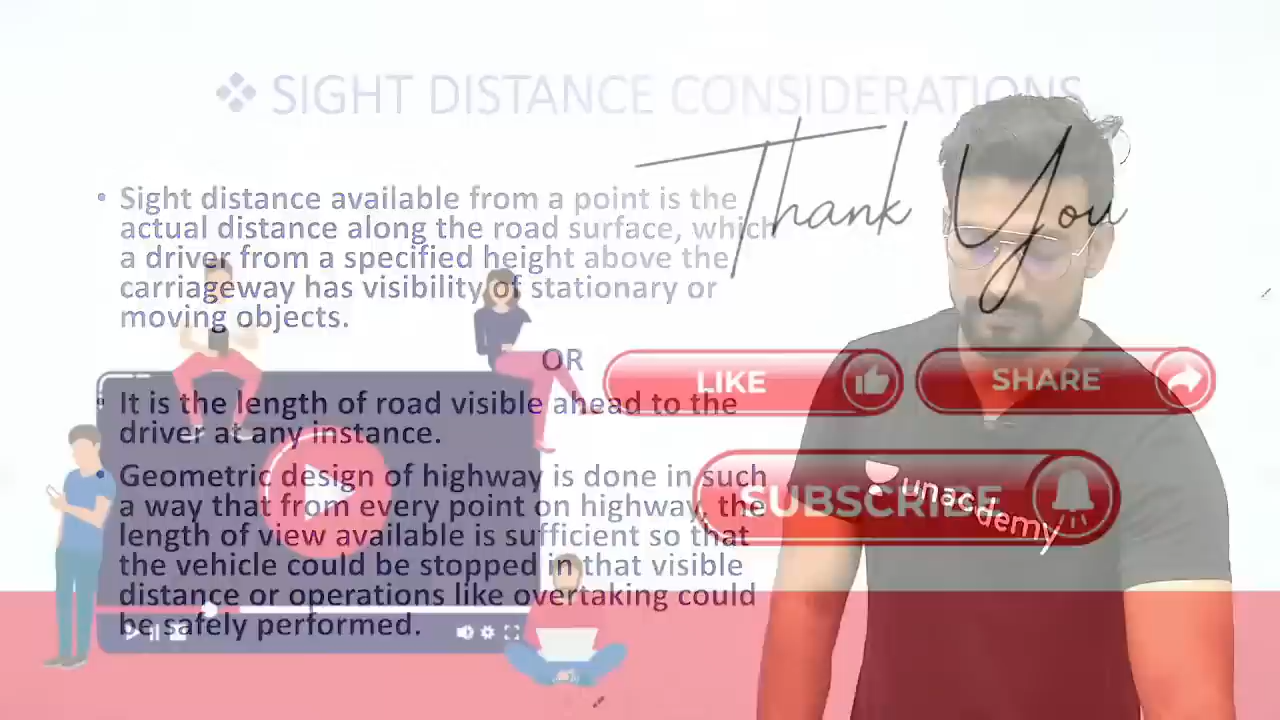 ❖ SIGHT DISTANCE CONSIDERATIONS
Thank You
• Sight distance available from a point is the
actual distance along the road surface, which
a driver from a specified height above the
carriageway has visibility of stationary or
moving objects.
OR
• It is the length of road visible ahead to the
driver at any instance.
• Geometric design of highway is done in such
a way that from every point on highway, the
length of view available is sufficient so that
the vehicle could be stopped in that visible
distance or operations like overtaking could
be safely performed.
LIKE
SHARE
SUBSCRIBE
unacademy